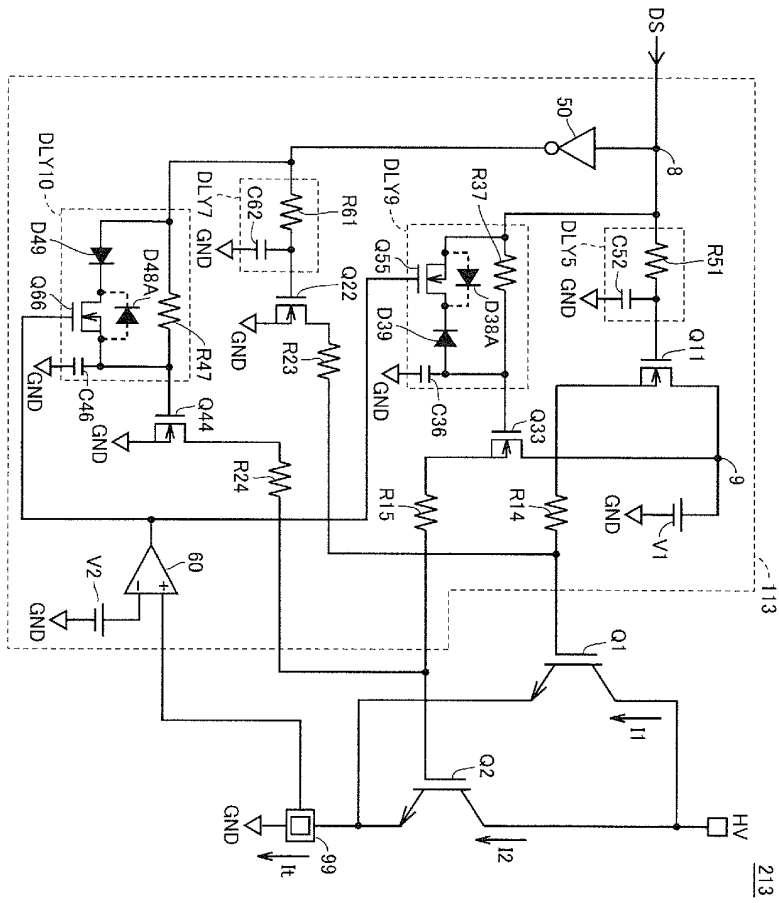 213
HV
DS
8
50
R51
DLY5
C52
GND
Q11
9
V1
GND
113
R14
Q1
I1
R37
DLY9
Q55
D38A
D39
C36
GND
Q33
R15
Q2
I2
R61
DLY7
C62
GND
Q22
GND
R23
DLY10
D49
Q66
D48A
R47
C46
GND
Q44
GND
R24
60
+
−
V2
GND
99
GND
It